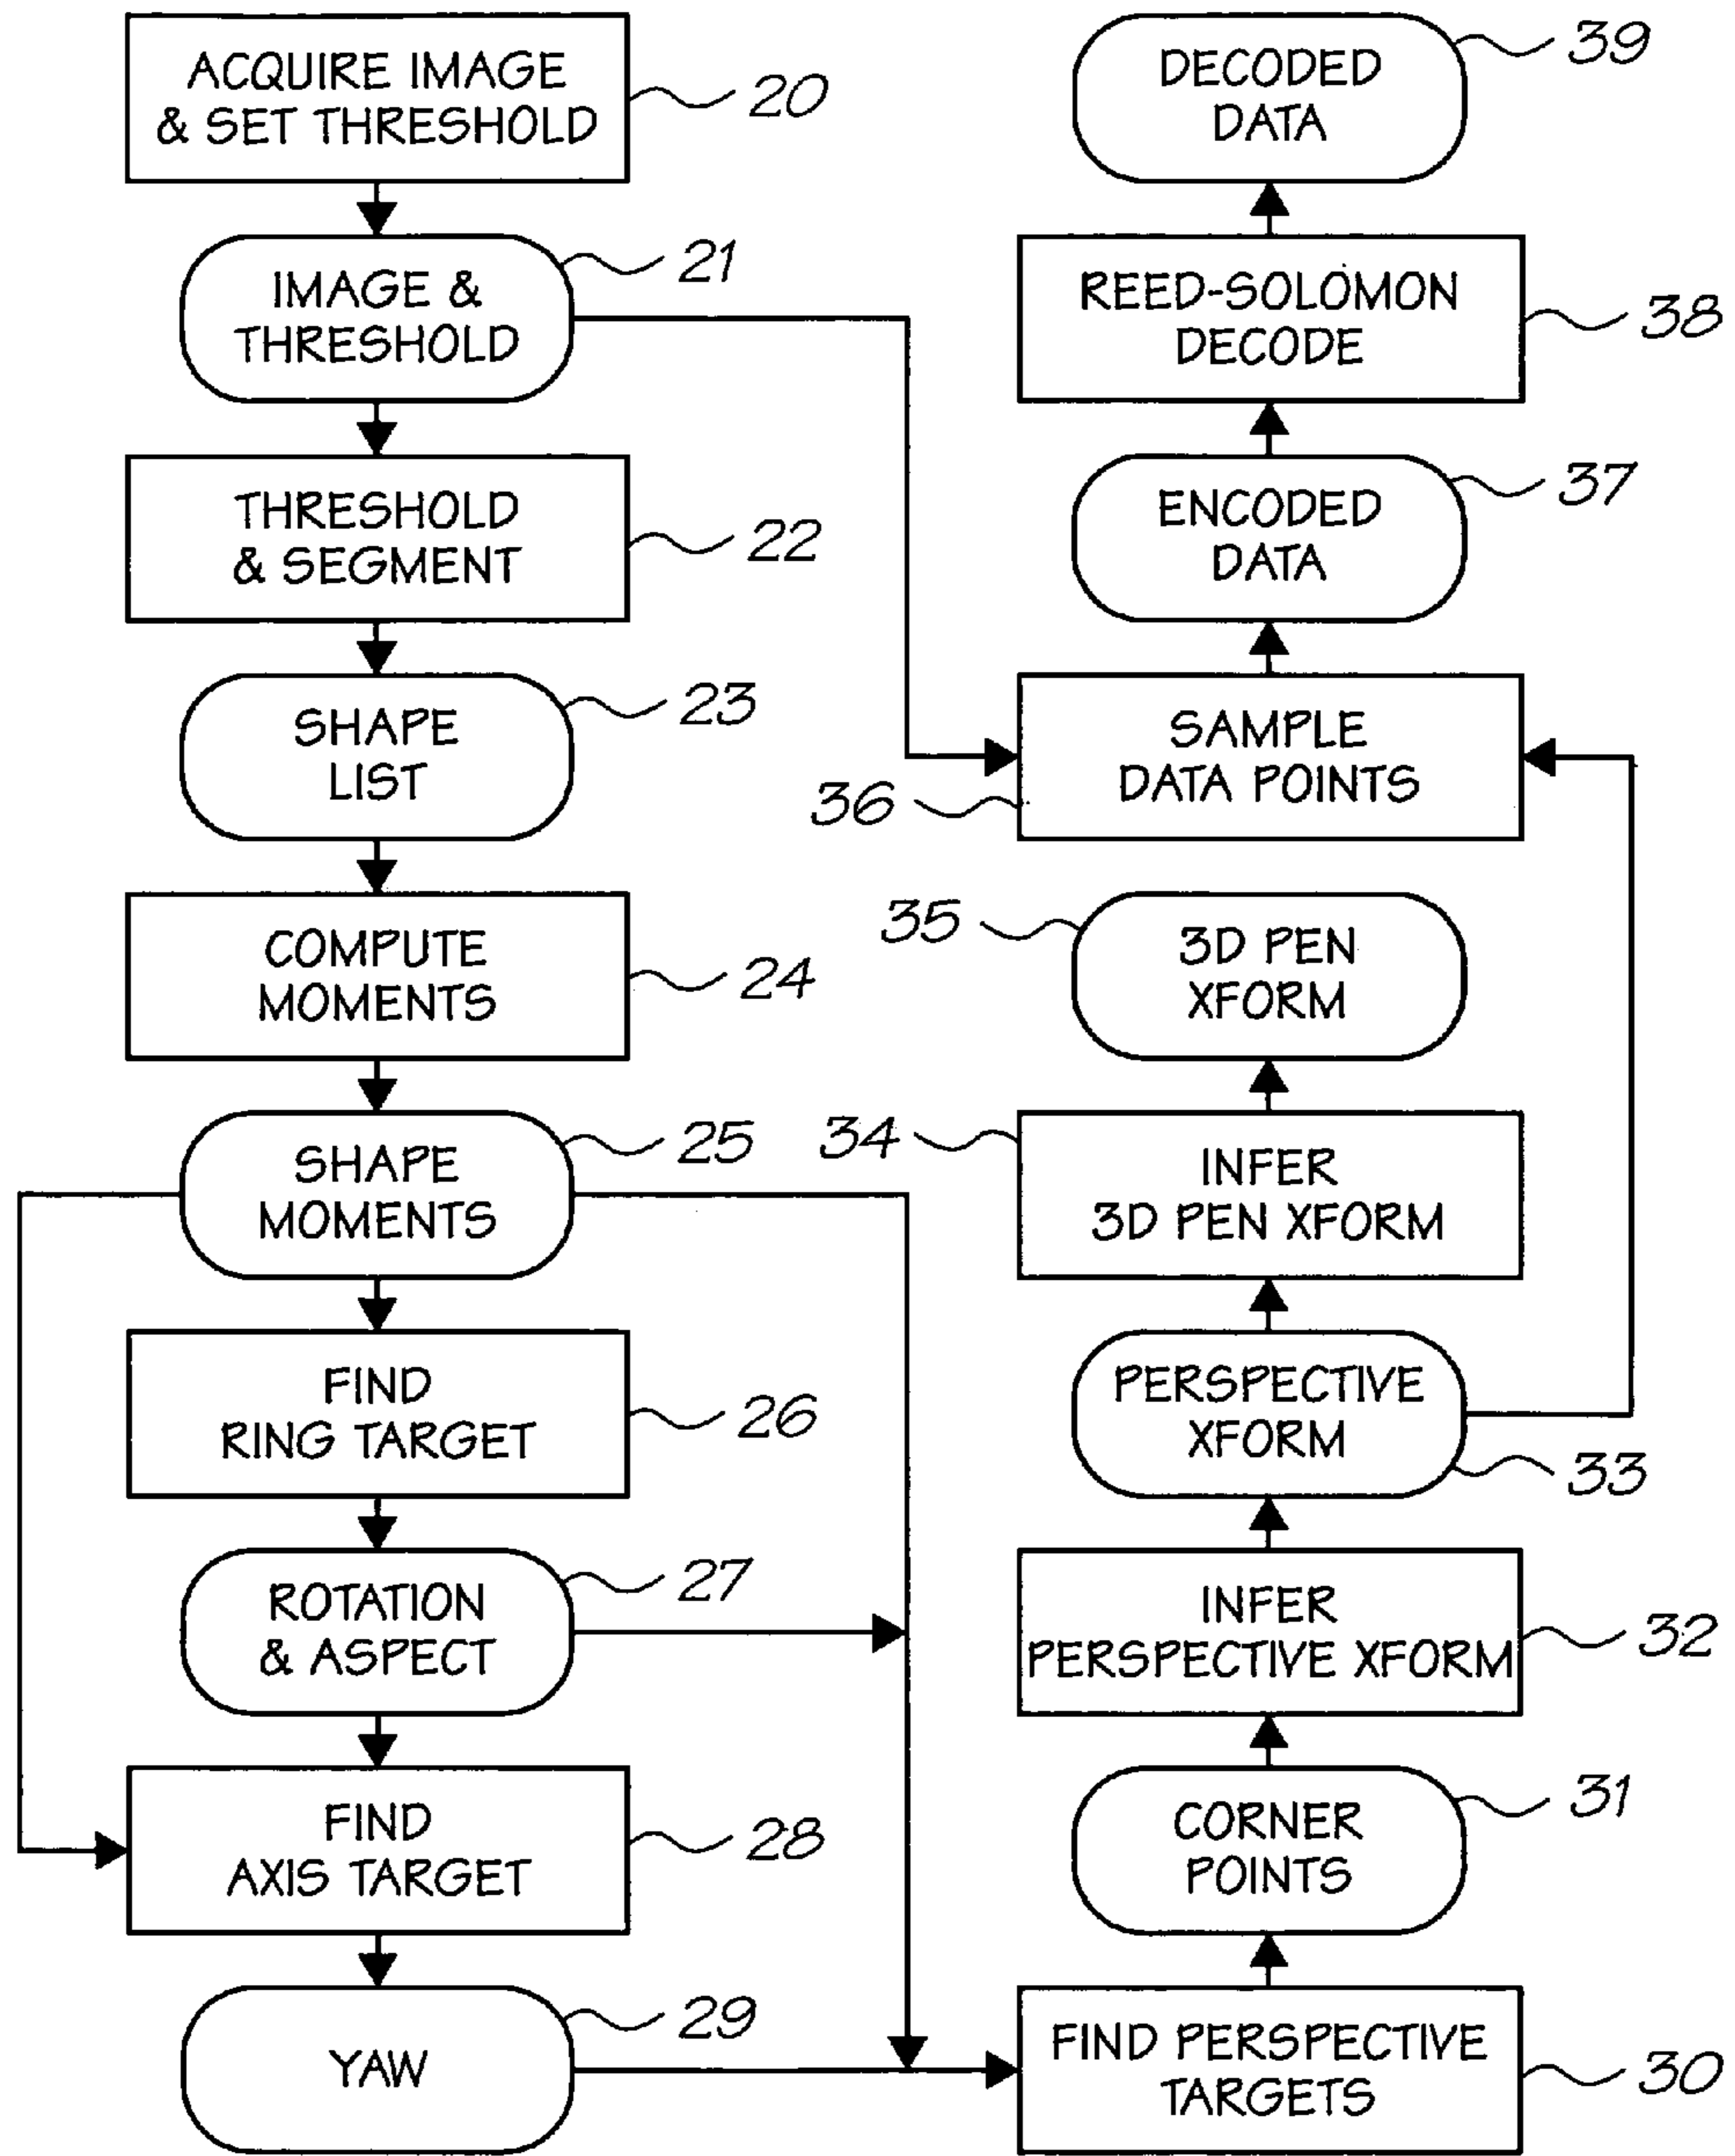 ACQUIRE IMAGE
& SET THRESHOLD
20
IMAGE &
THRESHOLD
21
THRESHOLD
& SEGMENT
22
SHAPE
LIST
23
COMPUTE
MOMENTS
24
SHAPE
MOMENTS
25
FIND
RING TARGET
26
ROTATION
& ASPECT
27
FIND
AXIS TARGET
28
YAW
29
DECODED
DATA
39
REED-SOLOMON
DECODE
38
ENCODED
DATA
37
SAMPLE
DATA POINTS
36
3D PEN
XFORM
35
INFER
3D PEN XFORM
34
PERSPECTIVE
XFORM
33
INFER
PERSPECTIVE XFORM
32
CORNER
POINTS
31
FIND PERSPECTIVE
TARGETS
30